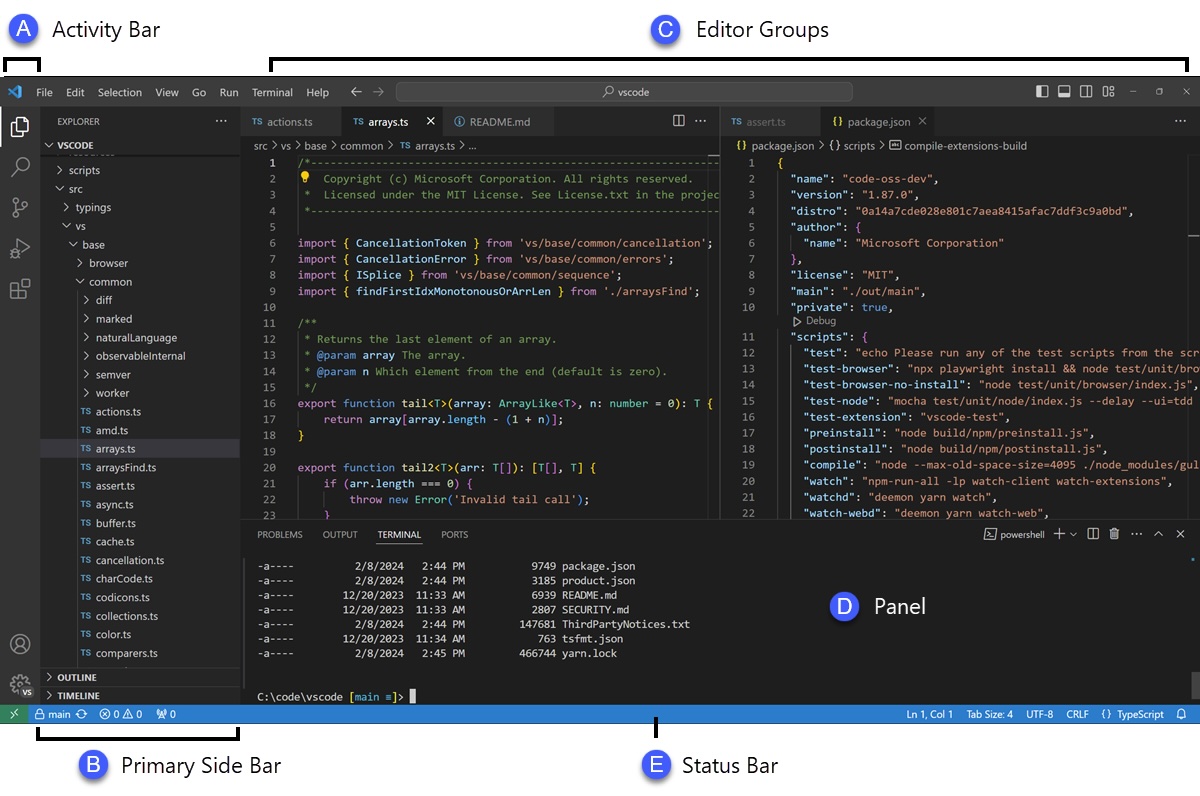 A Activity Bar
C Editor Groups
File Edit Selection View Go Run Terminal Help
vscode
EXPLORER
VSCODE
scripts
src
typings
vs
base
browser
common
diff
marked
naturalLanguage
observableInternal
semver
worker
TS actions.ts
TS amd.ts
TS arrays.ts
TS arraysFind.ts
TS assert.ts
TS async.ts
TS buffer.ts
TS cache.ts
TS cancellation.ts
TS charCode.ts
TS codicons.ts
TS collections.ts
TS color.ts
TS comparers.ts
OUTLINE
TIMELINE
VS
TS actions.ts TS arrays.ts README.md
src > vs > base > common > TS arrays.ts > ...
1 /*---------------------------------------------------------------
2 * Copyright (c) Microsoft Corporation. All rights reserved.
3 * Licensed under the MIT License. See License.txt in the projec
4 *---------------------------------------------------------------
5
6 import { CancellationToken } from 'vs/base/common/cancellation';
7 import { CancellationError } from 'vs/base/common/errors';
8 import { ISplice } from 'vs/base/common/sequence';
9 import { findFirstIdxMonotonousOrArrLen } from './arraysFind';
10
11 /**
12 * Returns the last element of an array.
13 * @param array The array.
14 * @param n Which element from the end (default is zero).
15 */
16 export function tail<T>(array: ArrayLike<T>, n: number = 0): T {
17 return array[array.length - (1 + n)];
18 }
19
20 export function tail2<T>(arr: T[]): [T[], T] {
21 if (arr.length === 0) {
22 throw new Error('Invalid tail call');
23 }
TS assert.ts {} package.json
{} package.json > {} scripts > compile-extensions-build
1 {
2 "name": "code-oss-dev",
3 "version": "1.87.0",
4 "distro": "0a14a7cde028e801c7aea8415afac7ddf3c9a0bd",
5 "author": {
6 "name": "Microsoft Corporation"
7 },
8 "license": "MIT",
9 "main": "./out/main",
10 "private": true,
Debug
11 "scripts": {
12 "test": "echo Please run any of the test scripts from the scr
13 "test-browser": "npx playwright install && node test/unit/bro
14 "test-browser-no-install": "node test/unit/browser/index.js",
15 "test-node": "mocha test/unit/node/index.js --delay --ui=tdd
16 "test-extension": "vscode-test",
17 "preinstall": "node build/npm/preinstall.js",
18 "postinstall": "node build/npm/postinstall.js",
19 "compile": "node --max-old-space-size=4095 ./node_modules/gul
20 "watch": "npm-run-all -lp watch-client watch-extensions",
21 "watchd": "deemon yarn watch",
22 "watch-webd": "deemon yarn watch-web",
PROBLEMS OUTPUT TERMINAL PORTS
powershell
-a---- 2/8/2024 2:44 PM 9749 package.json
-a---- 2/8/2024 2:44 PM 3185 product.json
-a---- 12/20/2023 11:33 AM 6939 README.md
-a---- 12/20/2023 11:33 AM 2807 SECURITY.md
-a---- 2/8/2024 2:44 PM 147681 ThirdPartyNotices.txt
-a---- 12/20/2023 11:34 AM 763 tsfmt.json
-a---- 2/8/2024 2:45 PM 466744 yarn.lock
C:\code\vscode [main ≡]>
D Panel
main 0 0 0
Ln 1, Col 1 Tab Size: 4 UTF-8 CRLF {} TypeScript
B Primary Side Bar
E Status Bar